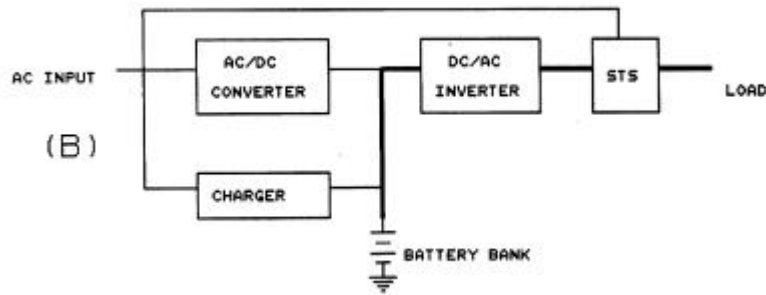 AC/DC
CONVERTER
DC/AC
INVERTER
STS
AC INPUT
LOAD
(B)
CHARGER
BATTERY BANK